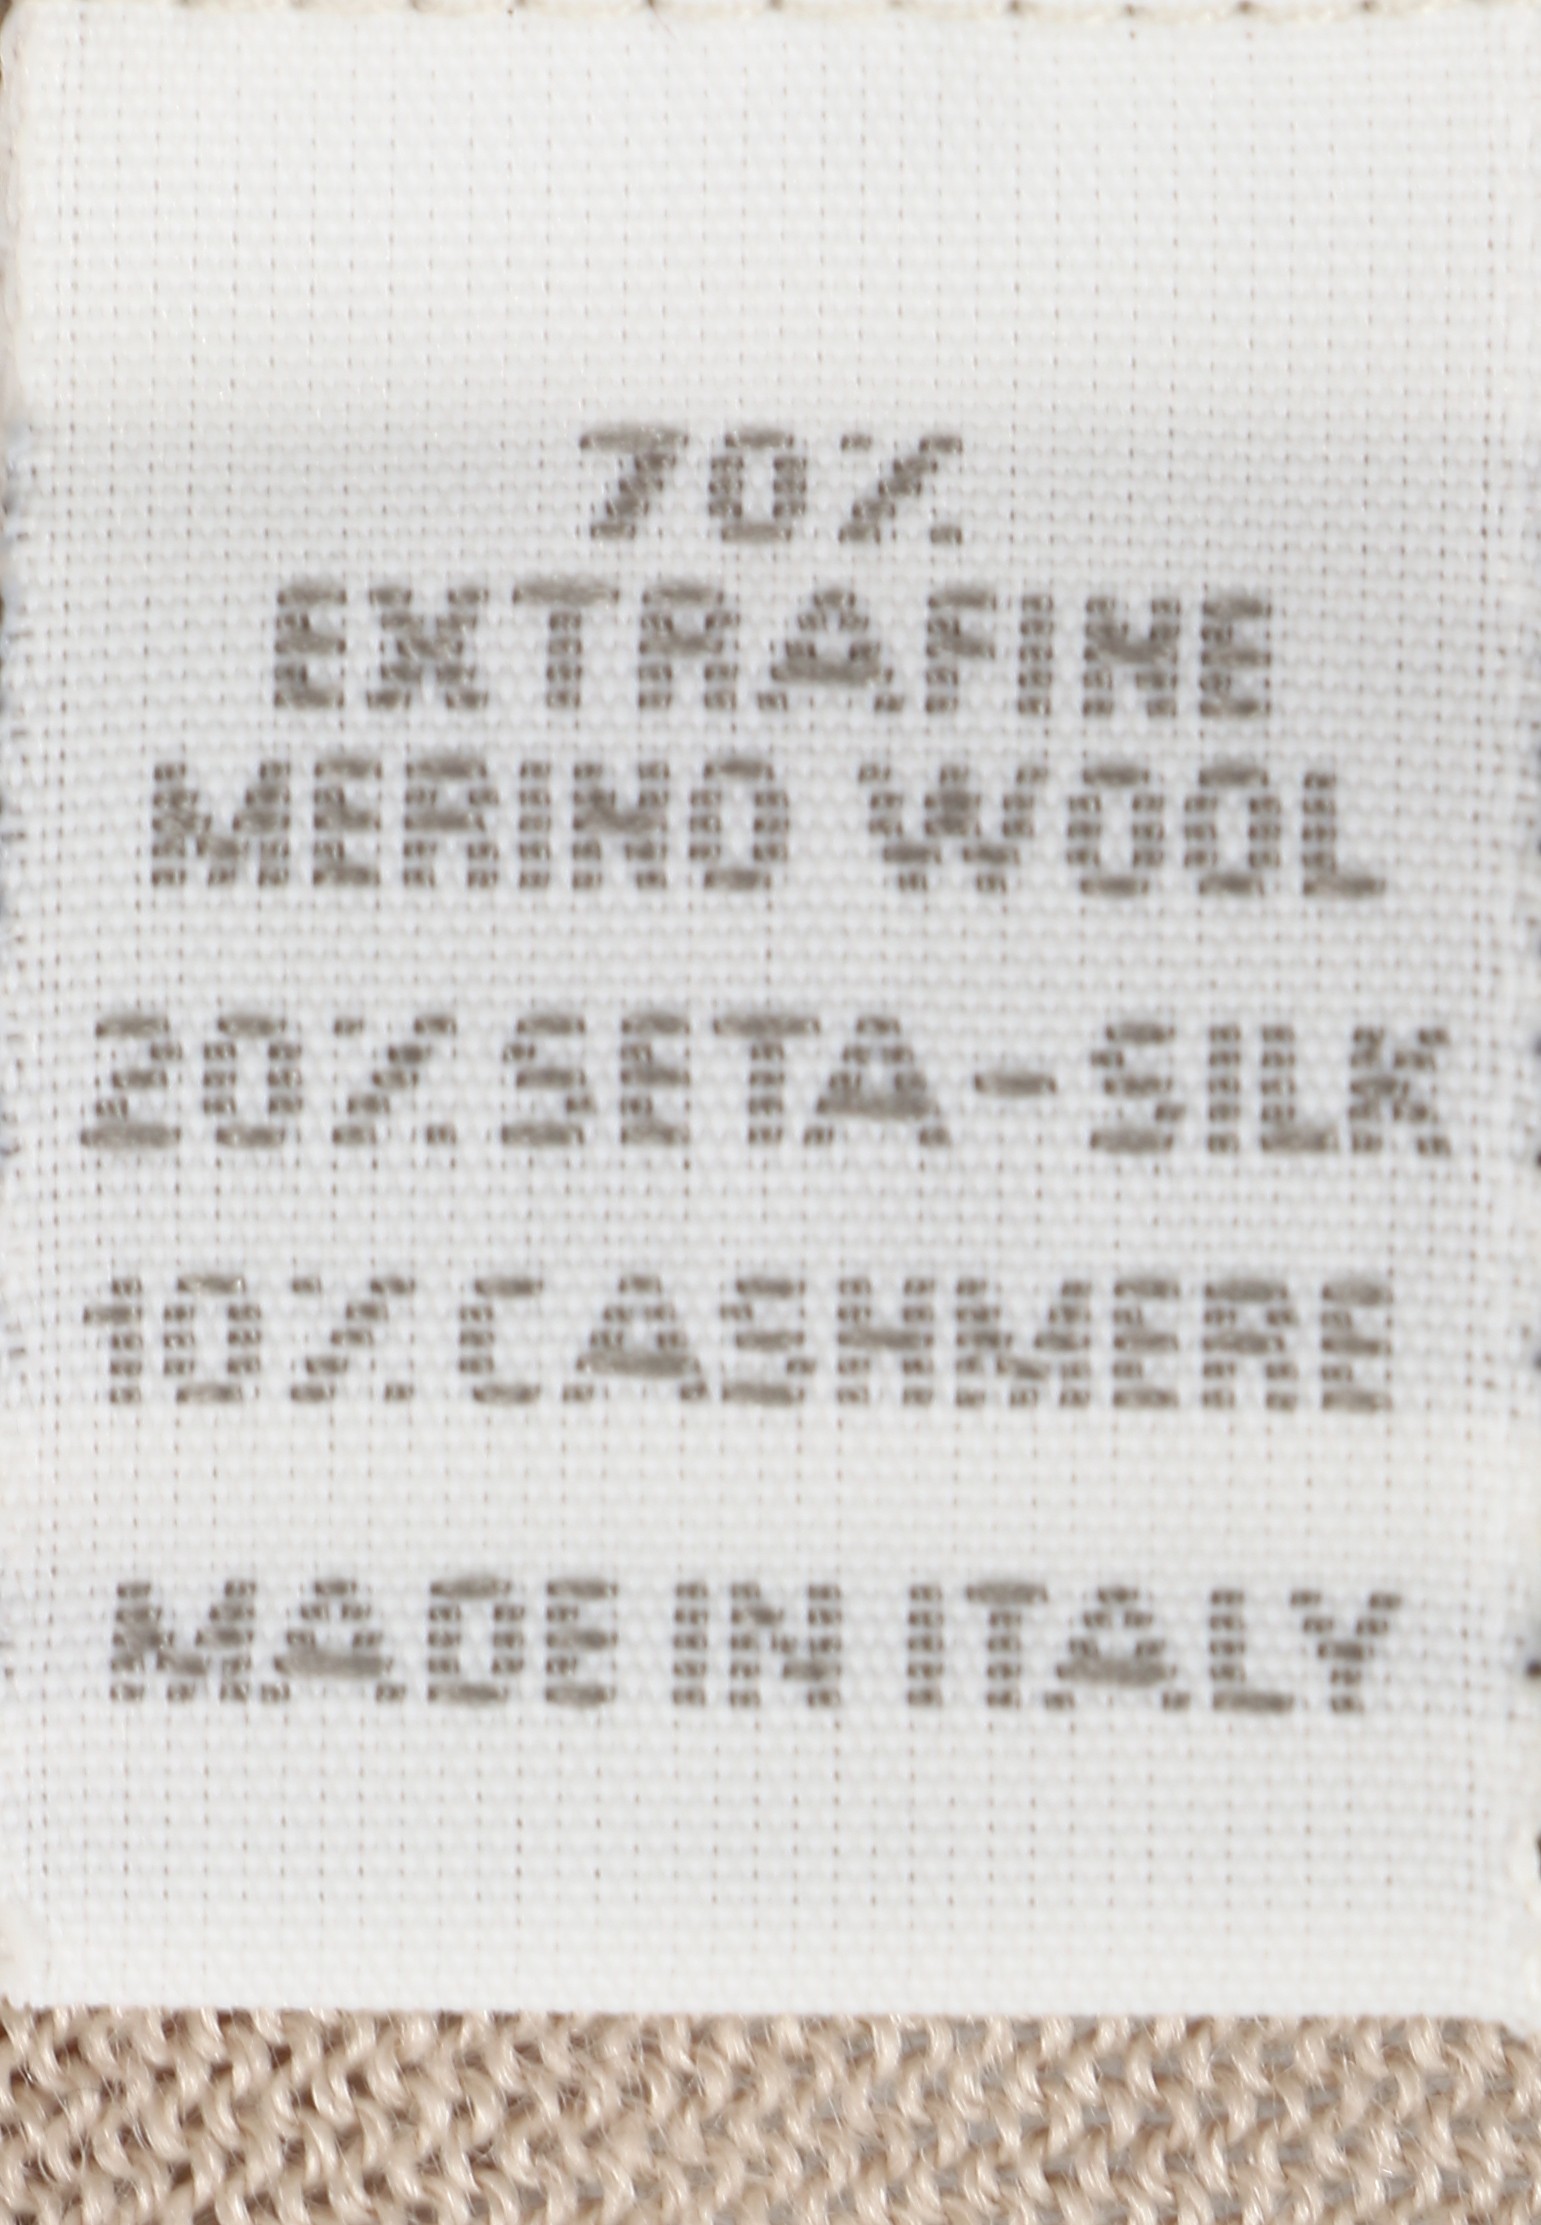 70%
EXTRAFINE
MERINO WOOL
20% SETA-SILK
10% CASHMERE
MADE IN ITALY